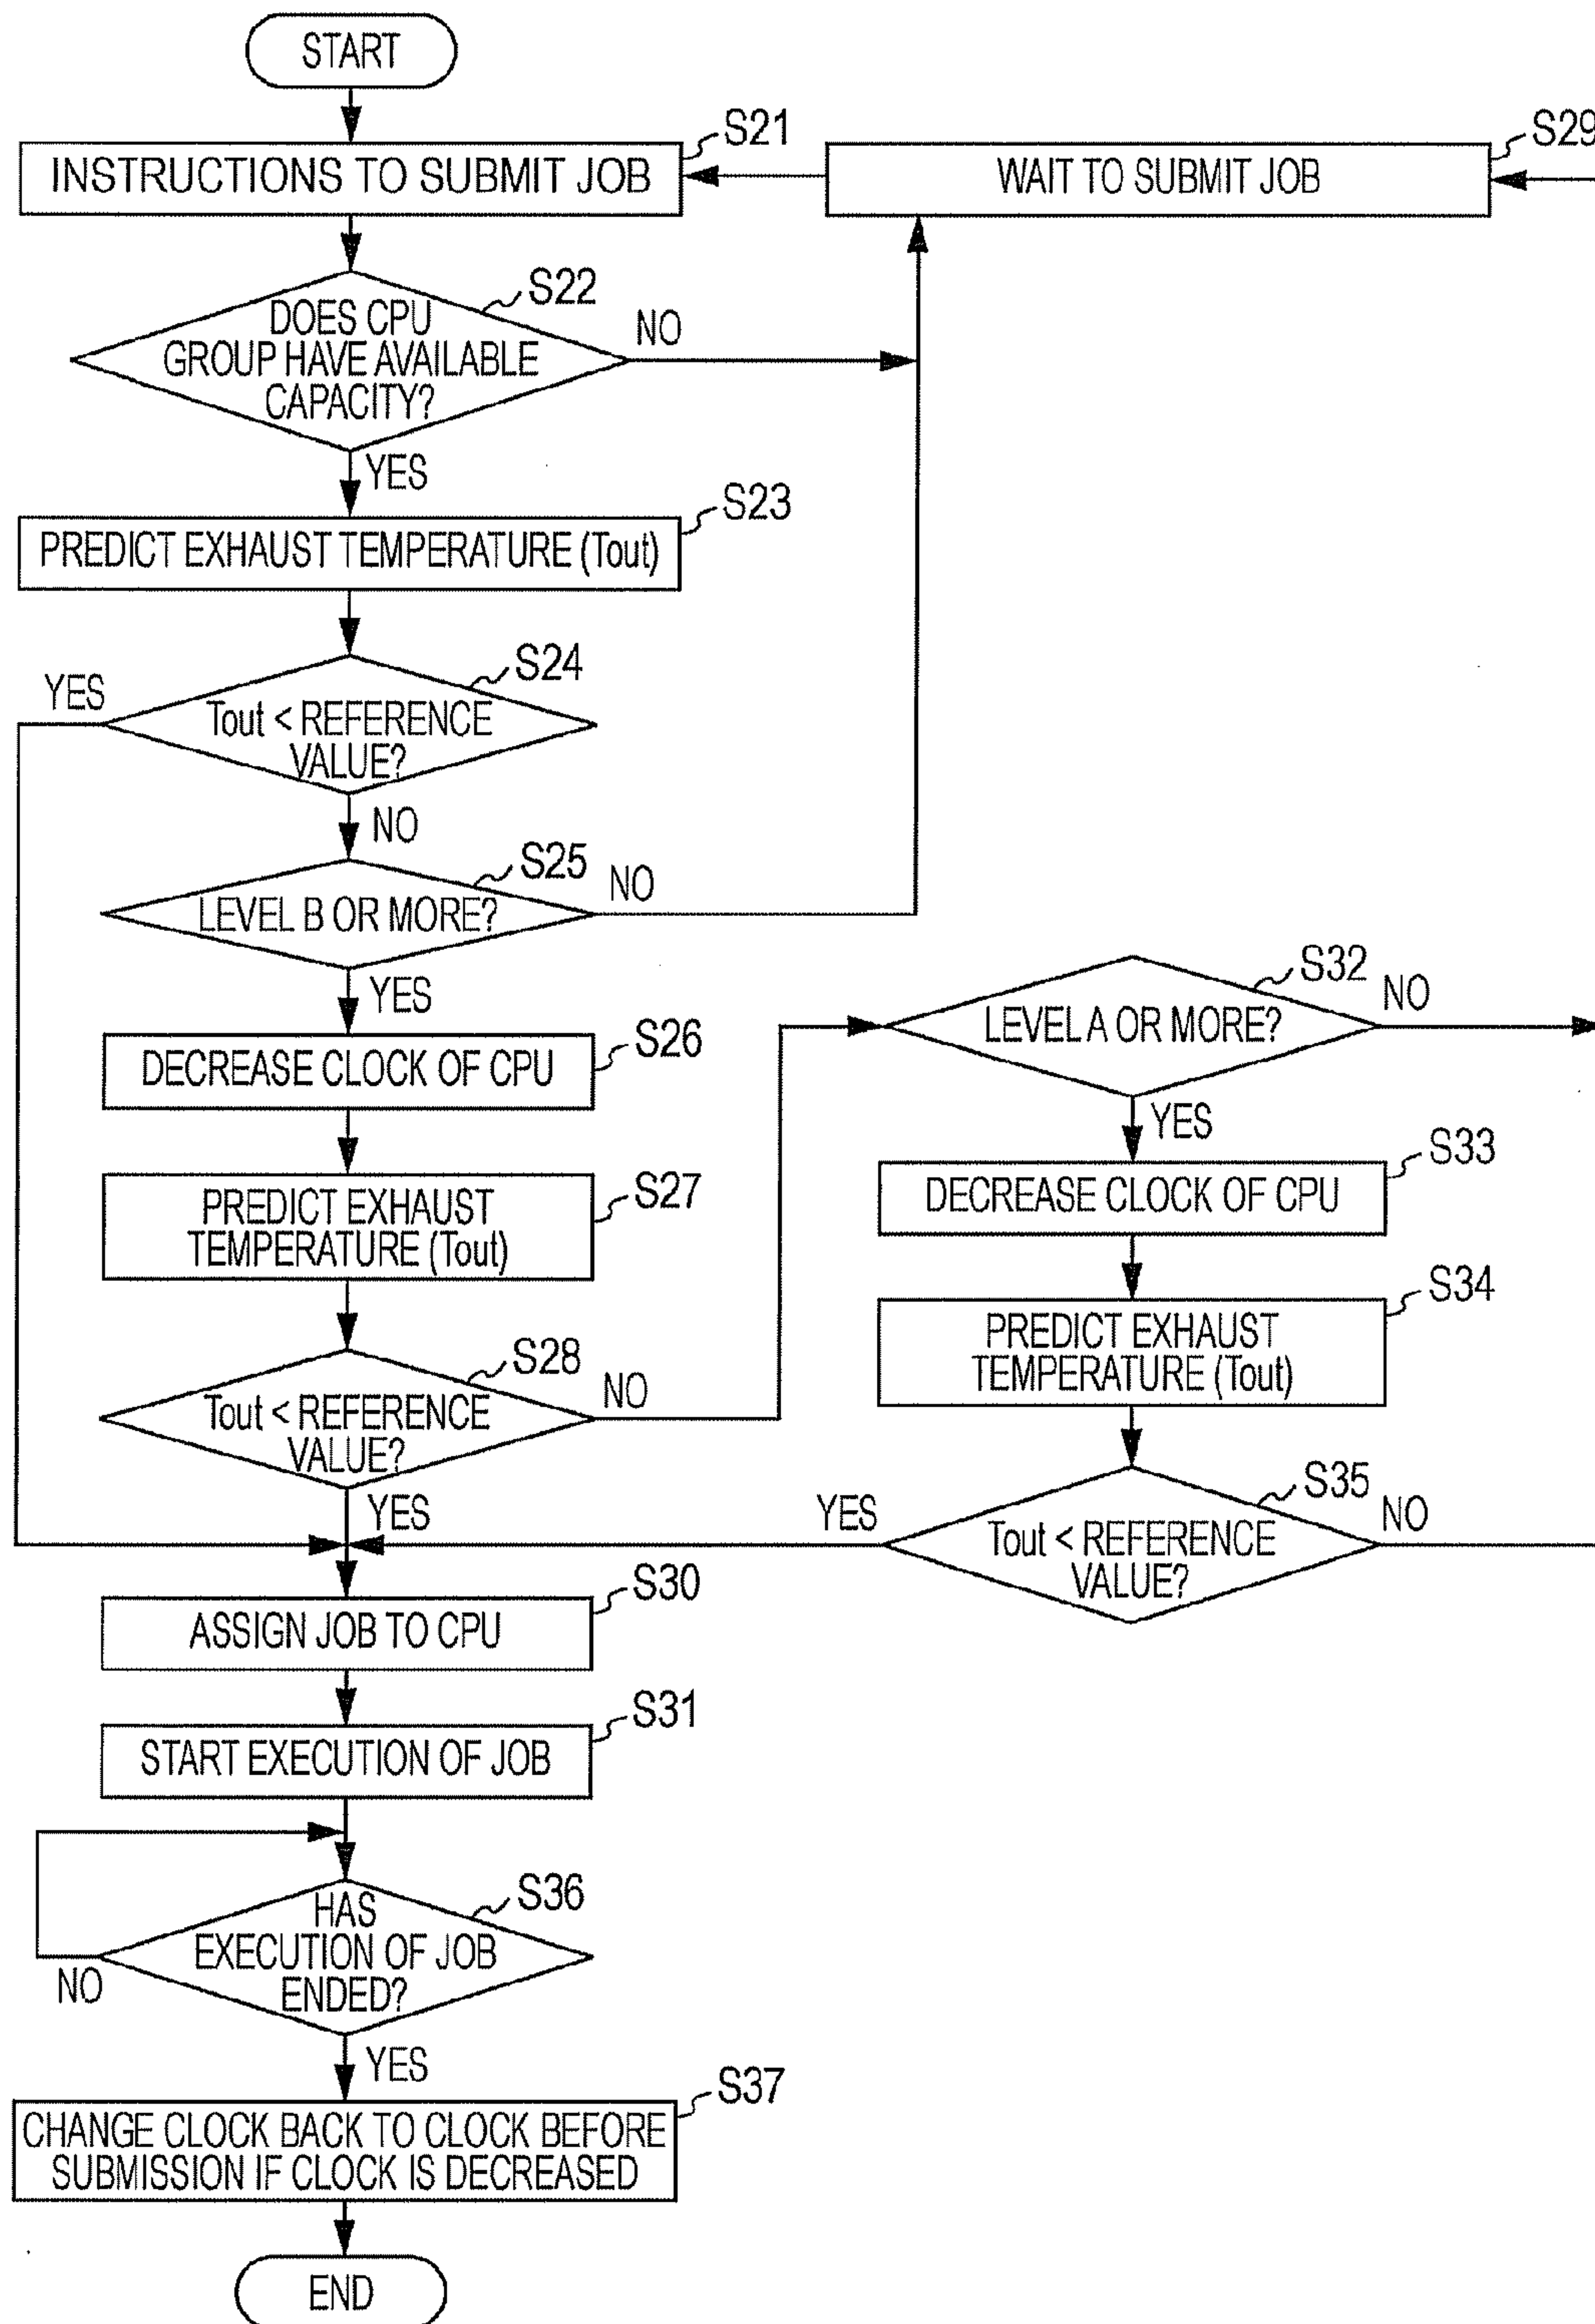 START
S21
INSTRUCTIONS TO SUBMIT JOB
S29
WAIT TO SUBMIT JOB
S22
DOES CPU
GROUP HAVE AVAILABLE
CAPACITY?
NO
YES
S23
PREDICT EXHAUST TEMPERATURE (Tout)
S24
YES
Tout < REFERENCE
VALUE?
NO
S25
LEVEL B OR MORE?
NO
YES
S26
DECREASE CLOCK OF CPU
S27
PREDICT EXHAUST
TEMPERATURE (Tout)
S28
Tout < REFERENCE
VALUE?
NO
YES
S32
LEVEL A OR MORE?
NO
YES
S33
DECREASE CLOCK OF CPU
S34
PREDICT EXHAUST
TEMPERATURE (Tout)
S35
YES
Tout < REFERENCE
VALUE?
NO
S30
ASSIGN JOB TO CPU
S31
START EXECUTION OF JOB
S36
HAS
EXECUTION OF JOB
ENDED?
NO
YES
S37
CHANGE CLOCK BACK TO CLOCK BEFORE
SUBMISSION IF CLOCK IS DECREASED
END